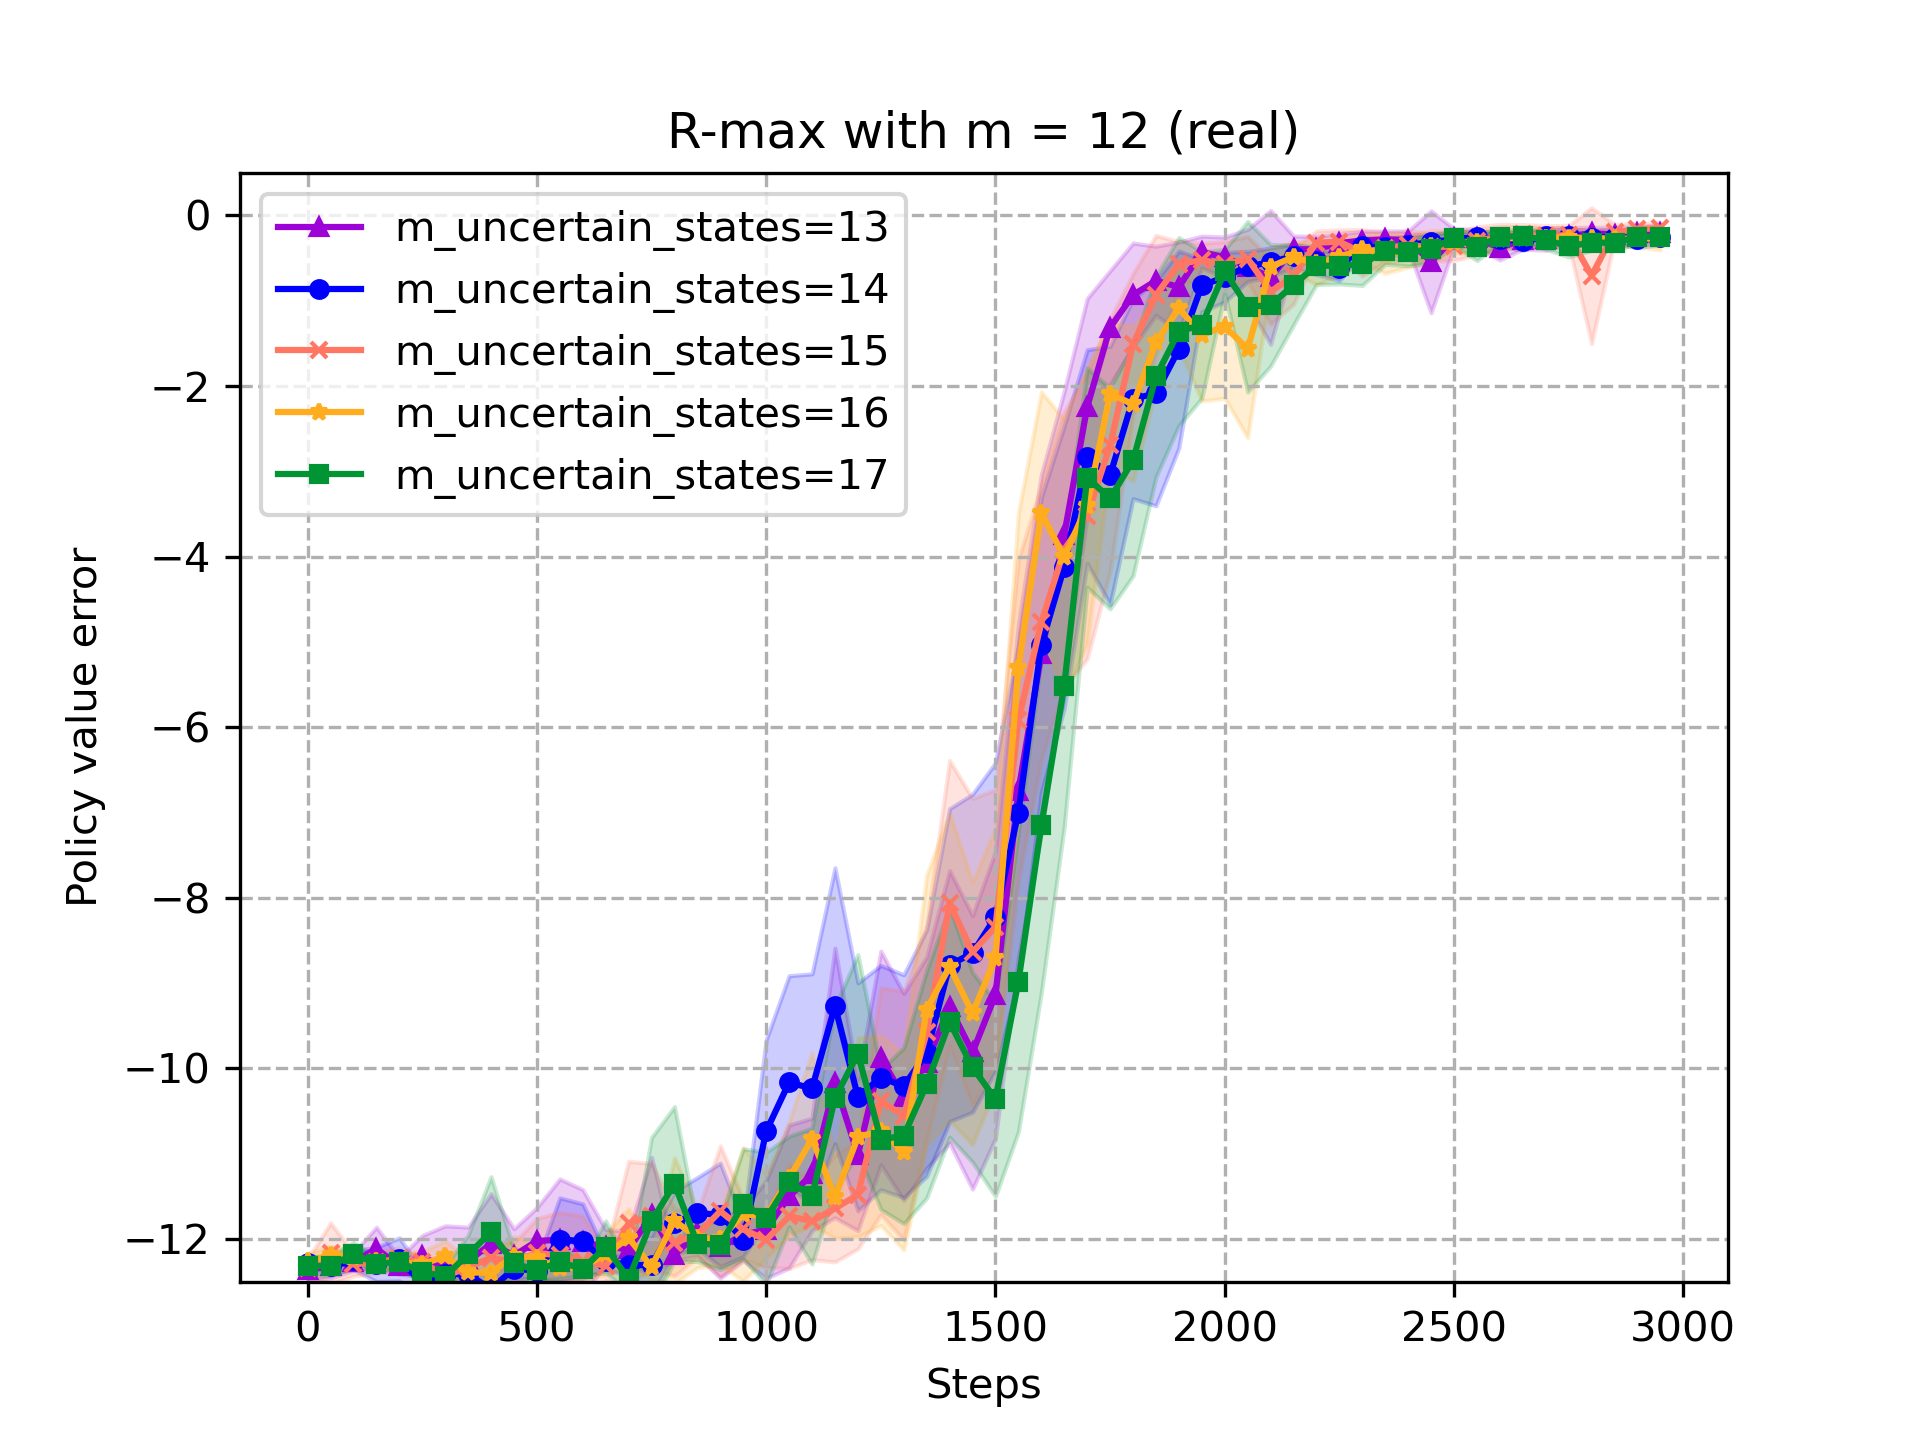 R-max with m = 12 (real)
m_uncertain_states=13
m_uncertain_states=14
m_uncertain_states=15
m_uncertain_states=16
m_uncertain_states=17
Policy value error
0
−2
−4
−6
−8
−10
−12
0 500 1000 1500 2000 2500 3000
Steps